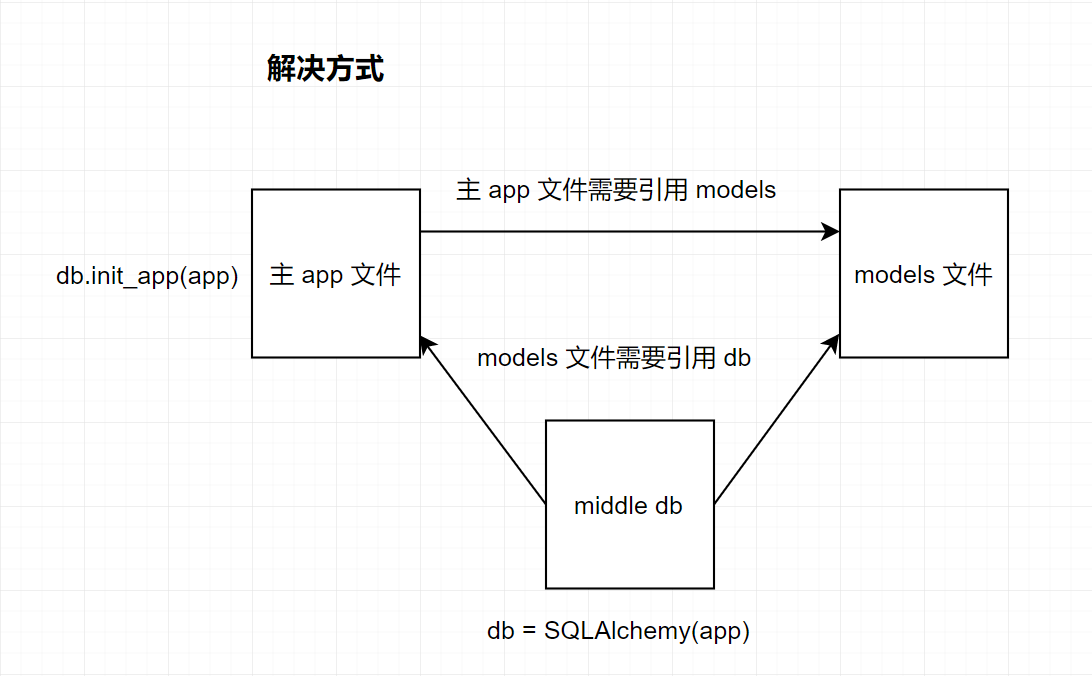 解决方式
主 app 文件需要引用 models
db.init_app(app)
主 app 文件
models 文件
models 文件需要引用 db
middle db
db = SQLAlchemy(app)